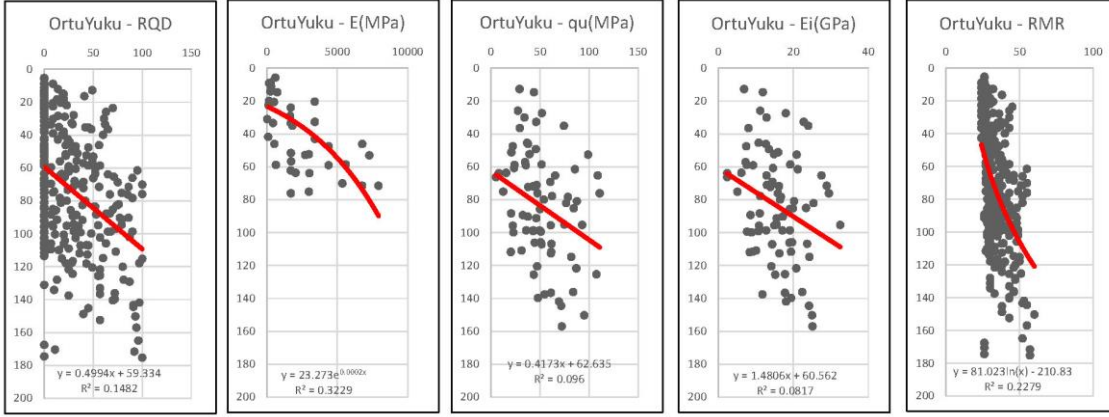 OrtuYuku - RQD
0 50 100 150
0
20
40
60
80
100
120
140
160
180
200
y = 0.4994x + 59.334
R² = 0.1482
OrtuYuku - E(MPa)
0 5000 10000
0
20
40
60
80
100
120
140
160
180
200
y = 23.273e^0.0002x
R² = 0.3229
OrtuYuku - qu(MPa)
0 50 100 150
0
20
40
60
80
100
120
140
160
180
200
y = 0.4173x + 62.635
R² = 0.096
OrtuYuku - Ei(GPa)
0 20 40
0
20
40
60
80
100
120
140
160
180
200
y = 1.4806x + 60.562
R² = 0.0817
OrtuYuku - RMR
0 50 100
0
20
40
60
80
100
120
140
160
180
200
y = 81.023ln(x) - 210.83
R² = 0.2279